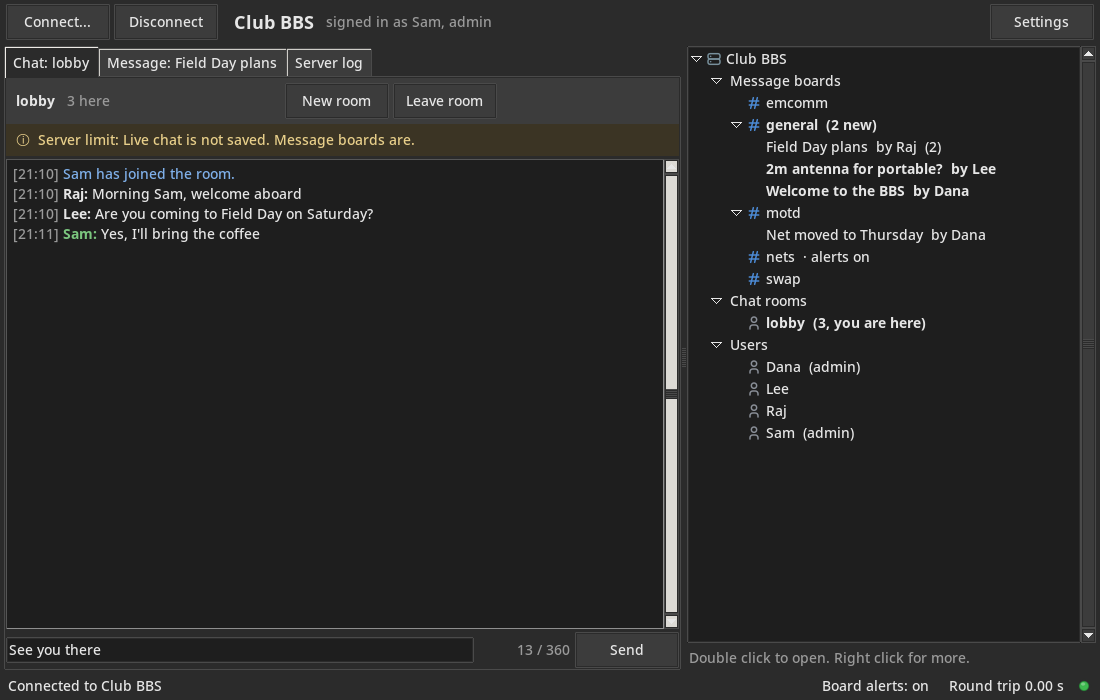 Connect... Disconnect Club BBS signed in as Sam, admin Settings
Chat: lobby Message: Field Day plans Server log
lobby 3 here New room Leave room
Server limit: Live chat is not saved. Message boards are.
[21:10] Sam has joined the room.
[21:10] Raj: Morning Sam, welcome aboard
[21:10] Lee: Are you coming to Field Day on Saturday?
[21:11] Sam: Yes, I'll bring the coffee
See you there 13 / 360 Send
Club BBS
Message boards
# emcomm
# general (2 new)
Field Day plans by Raj (2)
2m antenna for portable? by Lee
Welcome to the BBS by Dana
# motd
Net moved to Thursday by Dana
# nets · alerts on
# swap
Chat rooms
lobby (3, you are here)
Users
Dana (admin)
Lee
Raj
Sam (admin)
Double click to open. Right click for more.
Connected to Club BBS Board alerts: on Round trip 0.00 s